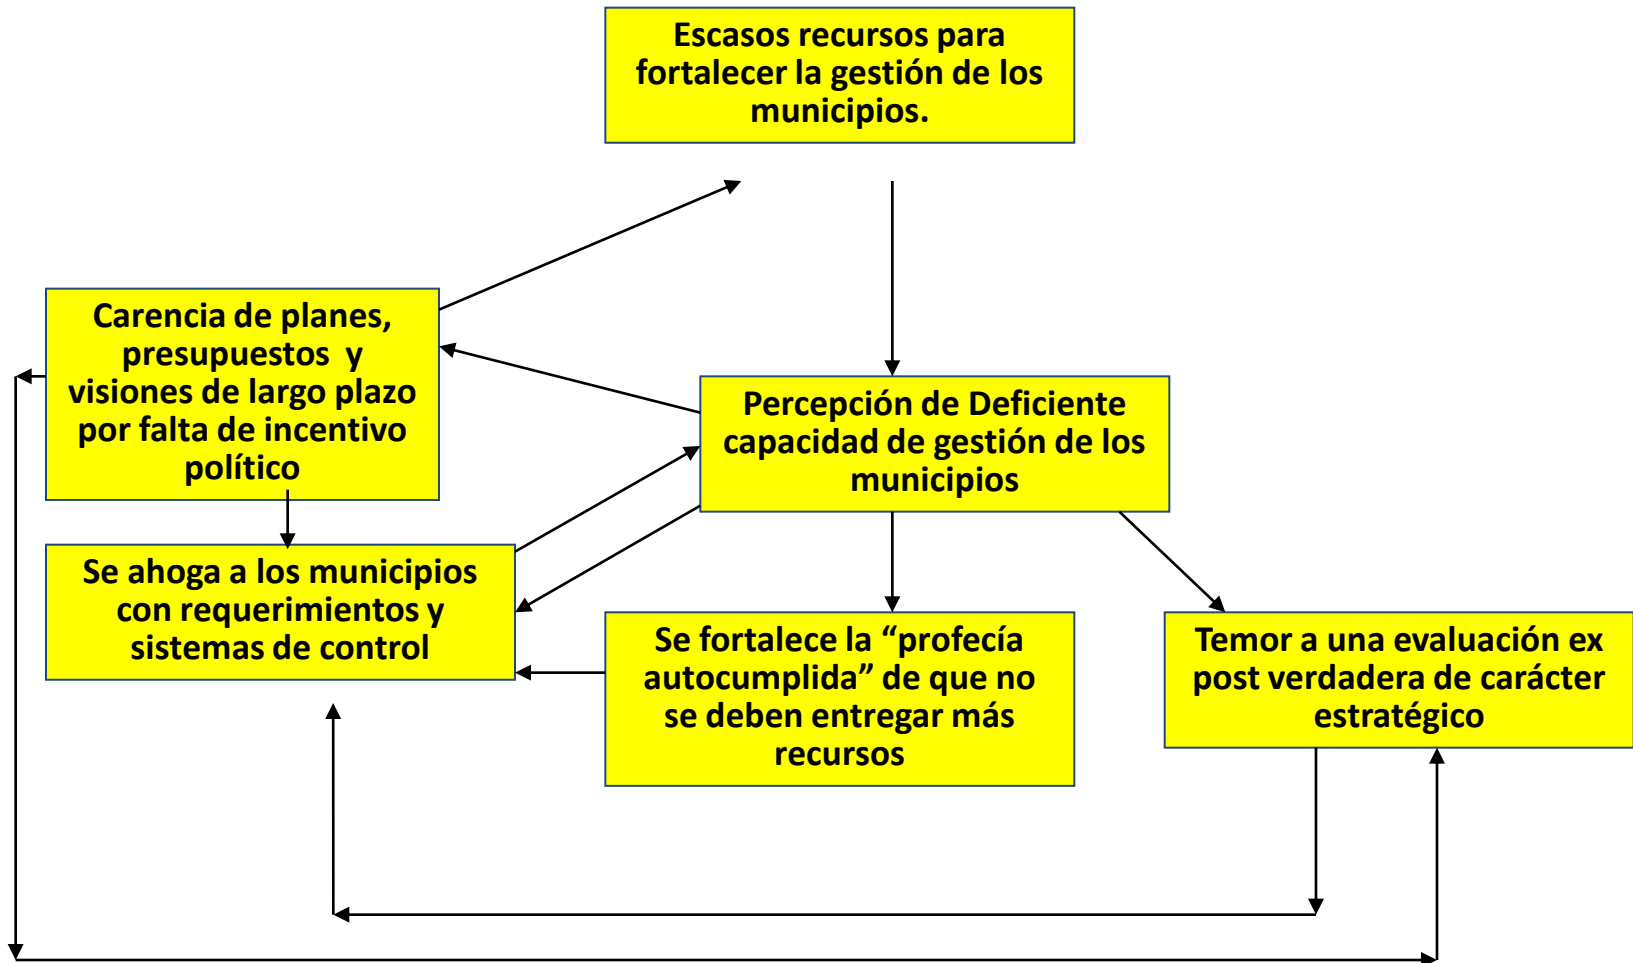 Escasos recursos para
fortalecer la gestión de los
municipios.
Carencia de planes,
presupuestos  y
visiones de largo plazo
por falta de incentivo
político
Percepción de Deficiente
capacidad de gestión de los
municipios
Se ahoga a los municipios
con requerimientos y
sistemas de control
Se fortalece la “profecía
autocumplida” de que no
se deben entregar más
recursos
Temor a una evaluación ex
post verdadera de carácter
estratégico